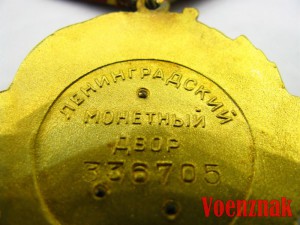 ЛЕНИНГРАДСКИЙ
МОНЕТНЫЙ
ДВОР
336705
Voenznak